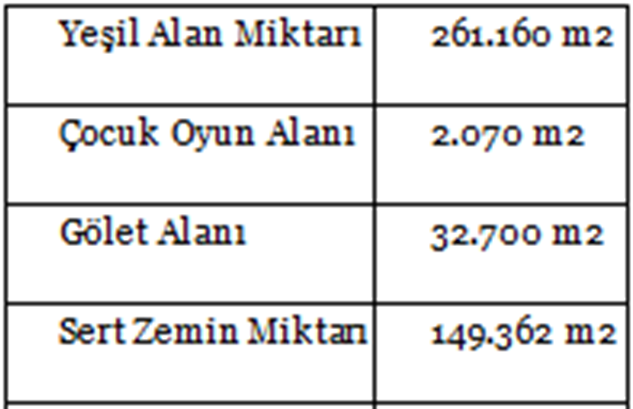 Yeşil Alan Miktarı 261.160 m2
Çocuk Oyun Alanı 2.070 m2
Gölet Alanı 32.700 m2
Sert Zemin Miktarı 149.362 m2